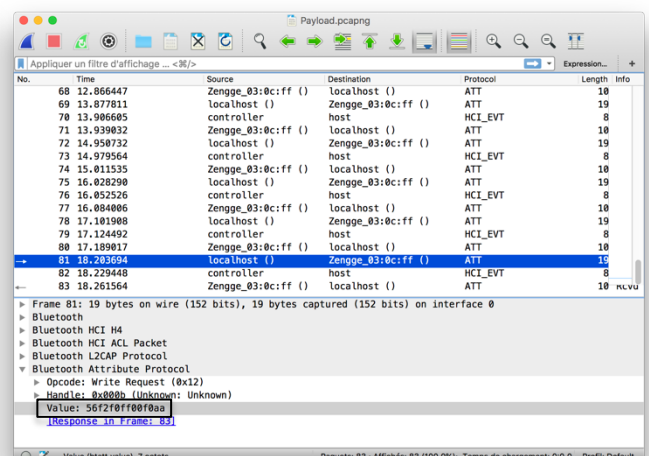 Payload.pcapng
Appliquer un filtre d'affichage ... <⌘/>
Expression... +
No. Time Source Destination Protocol Length Info
68 12.866447 Zengge_03:0c:ff () localhost () ATT 10
69 13.877811 localhost () Zengge_03:0c:ff () ATT 19
70 13.906605 controller host HCI_EVT 8
71 13.939032 Zengge_03:0c:ff () localhost () ATT 10
72 14.950732 localhost () Zengge_03:0c:ff () ATT 19
73 14.979564 controller host HCI_EVT 8
74 15.011535 Zengge_03:0c:ff () localhost () ATT 10
75 16.028290 localhost () Zengge_03:0c:ff () ATT 19
76 16.052526 controller host HCI_EVT 8
77 16.084006 Zengge_03:0c:ff () localhost () ATT 10
78 17.101908 localhost () Zengge_03:0c:ff () ATT 19
79 17.124492 controller host HCI_EVT 8
80 17.189017 Zengge_03:0c:ff () localhost () ATT 10
81 18.203694 localhost () Zengge_03:0c:ff () ATT 19
82 18.229448 controller host HCI_EVT 8
83 18.261564 Zengge_03:0c:ff () localhost () ATT 10 Rcvd
Frame 81: 19 bytes on wire (152 bits), 19 bytes captured (152 bits) on interface 0
Bluetooth
Bluetooth HCI H4
Bluetooth HCI ACL Packet
Bluetooth L2CAP Protocol
Bluetooth Attribute Protocol
Opcode: Write Request (0x12)
Handle: 0x000b (Unknown: Unknown)
Value: 56f2f0ff00f0aa
[Response in Frame: 83]